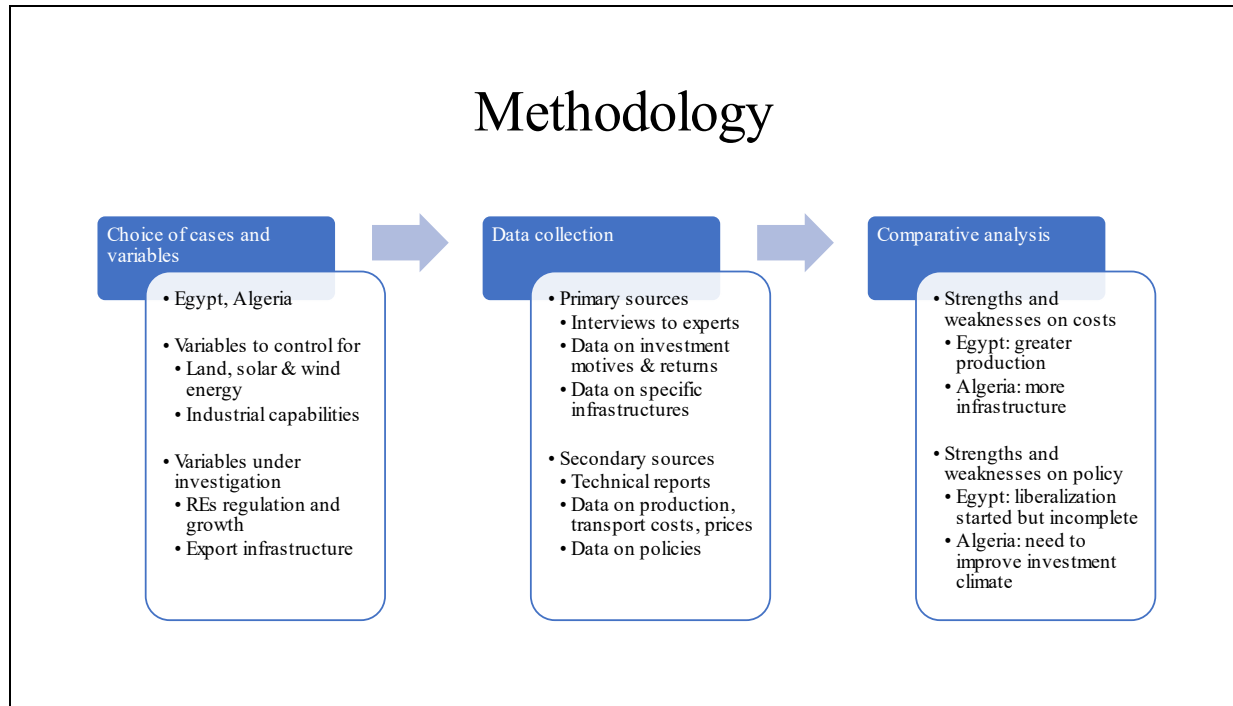 Methodology
Choice of cases and
variables
• Egypt, Algeria
• Variables to control for
• Land, solar & wind
energy
• Industrial capabilities
• Variables under
investigation
• REs regulation and
growth
• Export infrastructure
Data collection
• Primary sources
• Interviews to experts
• Data on investment
motives & returns
• Data on specific
infrastructures
• Secondary sources
• Technical reports
• Data on production,
transport costs, prices
• Data on policies
Comparative analysis
• Strengths and
weaknesses on costs
• Egypt: greater
production
• Algeria: more
infrastructure
• Strengths and
weaknesses on policy
• Egypt: liberalization
started but incomplete
• Algeria: need to
improve investment
climate